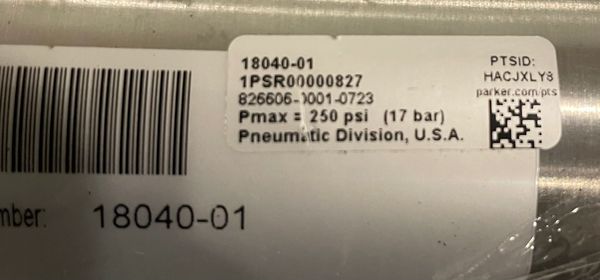 18040-01
1PSR00000827
826606-0001-0723
Pmax = 250 psi (17 bar)
Pneumatic Division, U.S.A.
PTSID:
HACJXLY8
parker.com/pts
mber: 18040-01